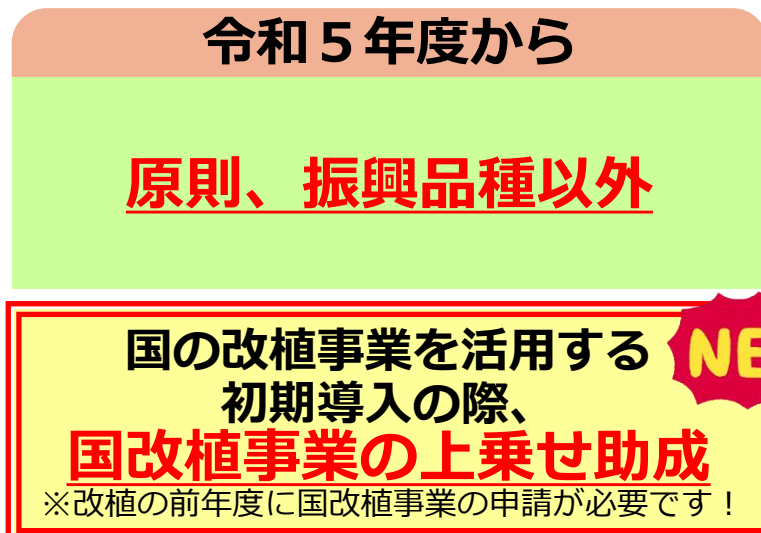 令和５年度から
原則、振興品種以外
国の改植事業を活用する
NE
初期導入の際、
国改植事業の上乗せ助成
※改植の前年度に国改植事業の申請が必要です！